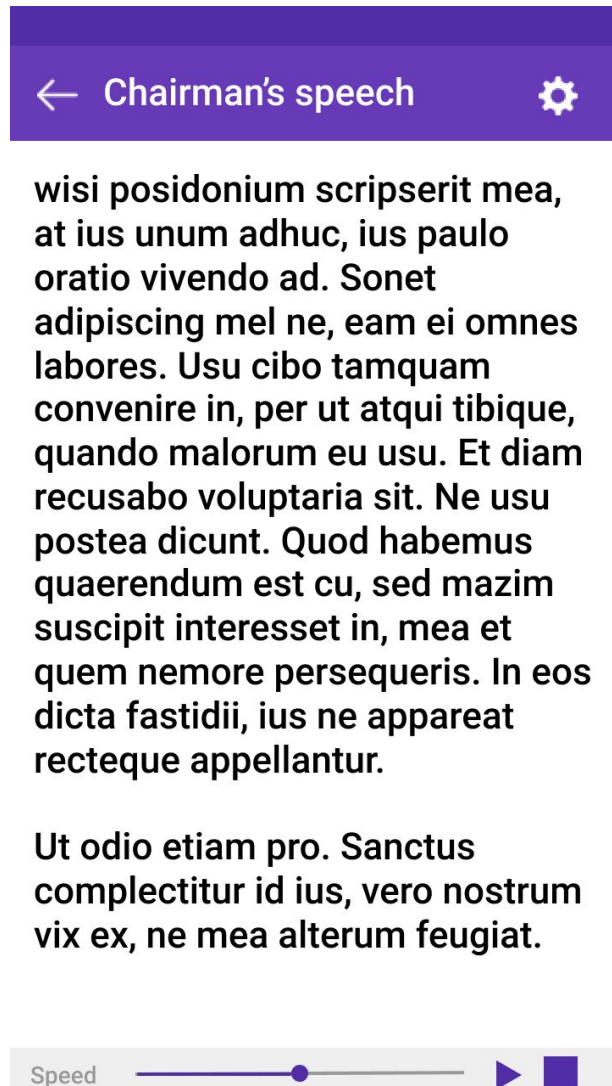 Chairman's speech
wisi posidonium scripserit mea,
at ius unum adhuc, ius paulo
oratio vivendo ad. Sonet
adipiscing mel ne, eam ei omnes
labores. Usu cibo tamquam
convenire in, per ut atqui tibique,
quando malorum eu usu. Et diam
recusabo voluptaria sit. Ne usu
postea dicunt. Quod habemus
quaerendum est cu, sed mazim
suscipit interesset in, mea et
quem nemore persequeris. In eos
dicta fastidii, ius ne appareat
recteque appellantur.
Ut odio etiam pro. Sanctus
complectitur id ius, vero nostrum
vix ex, ne mea alterum feugiat.
Speed